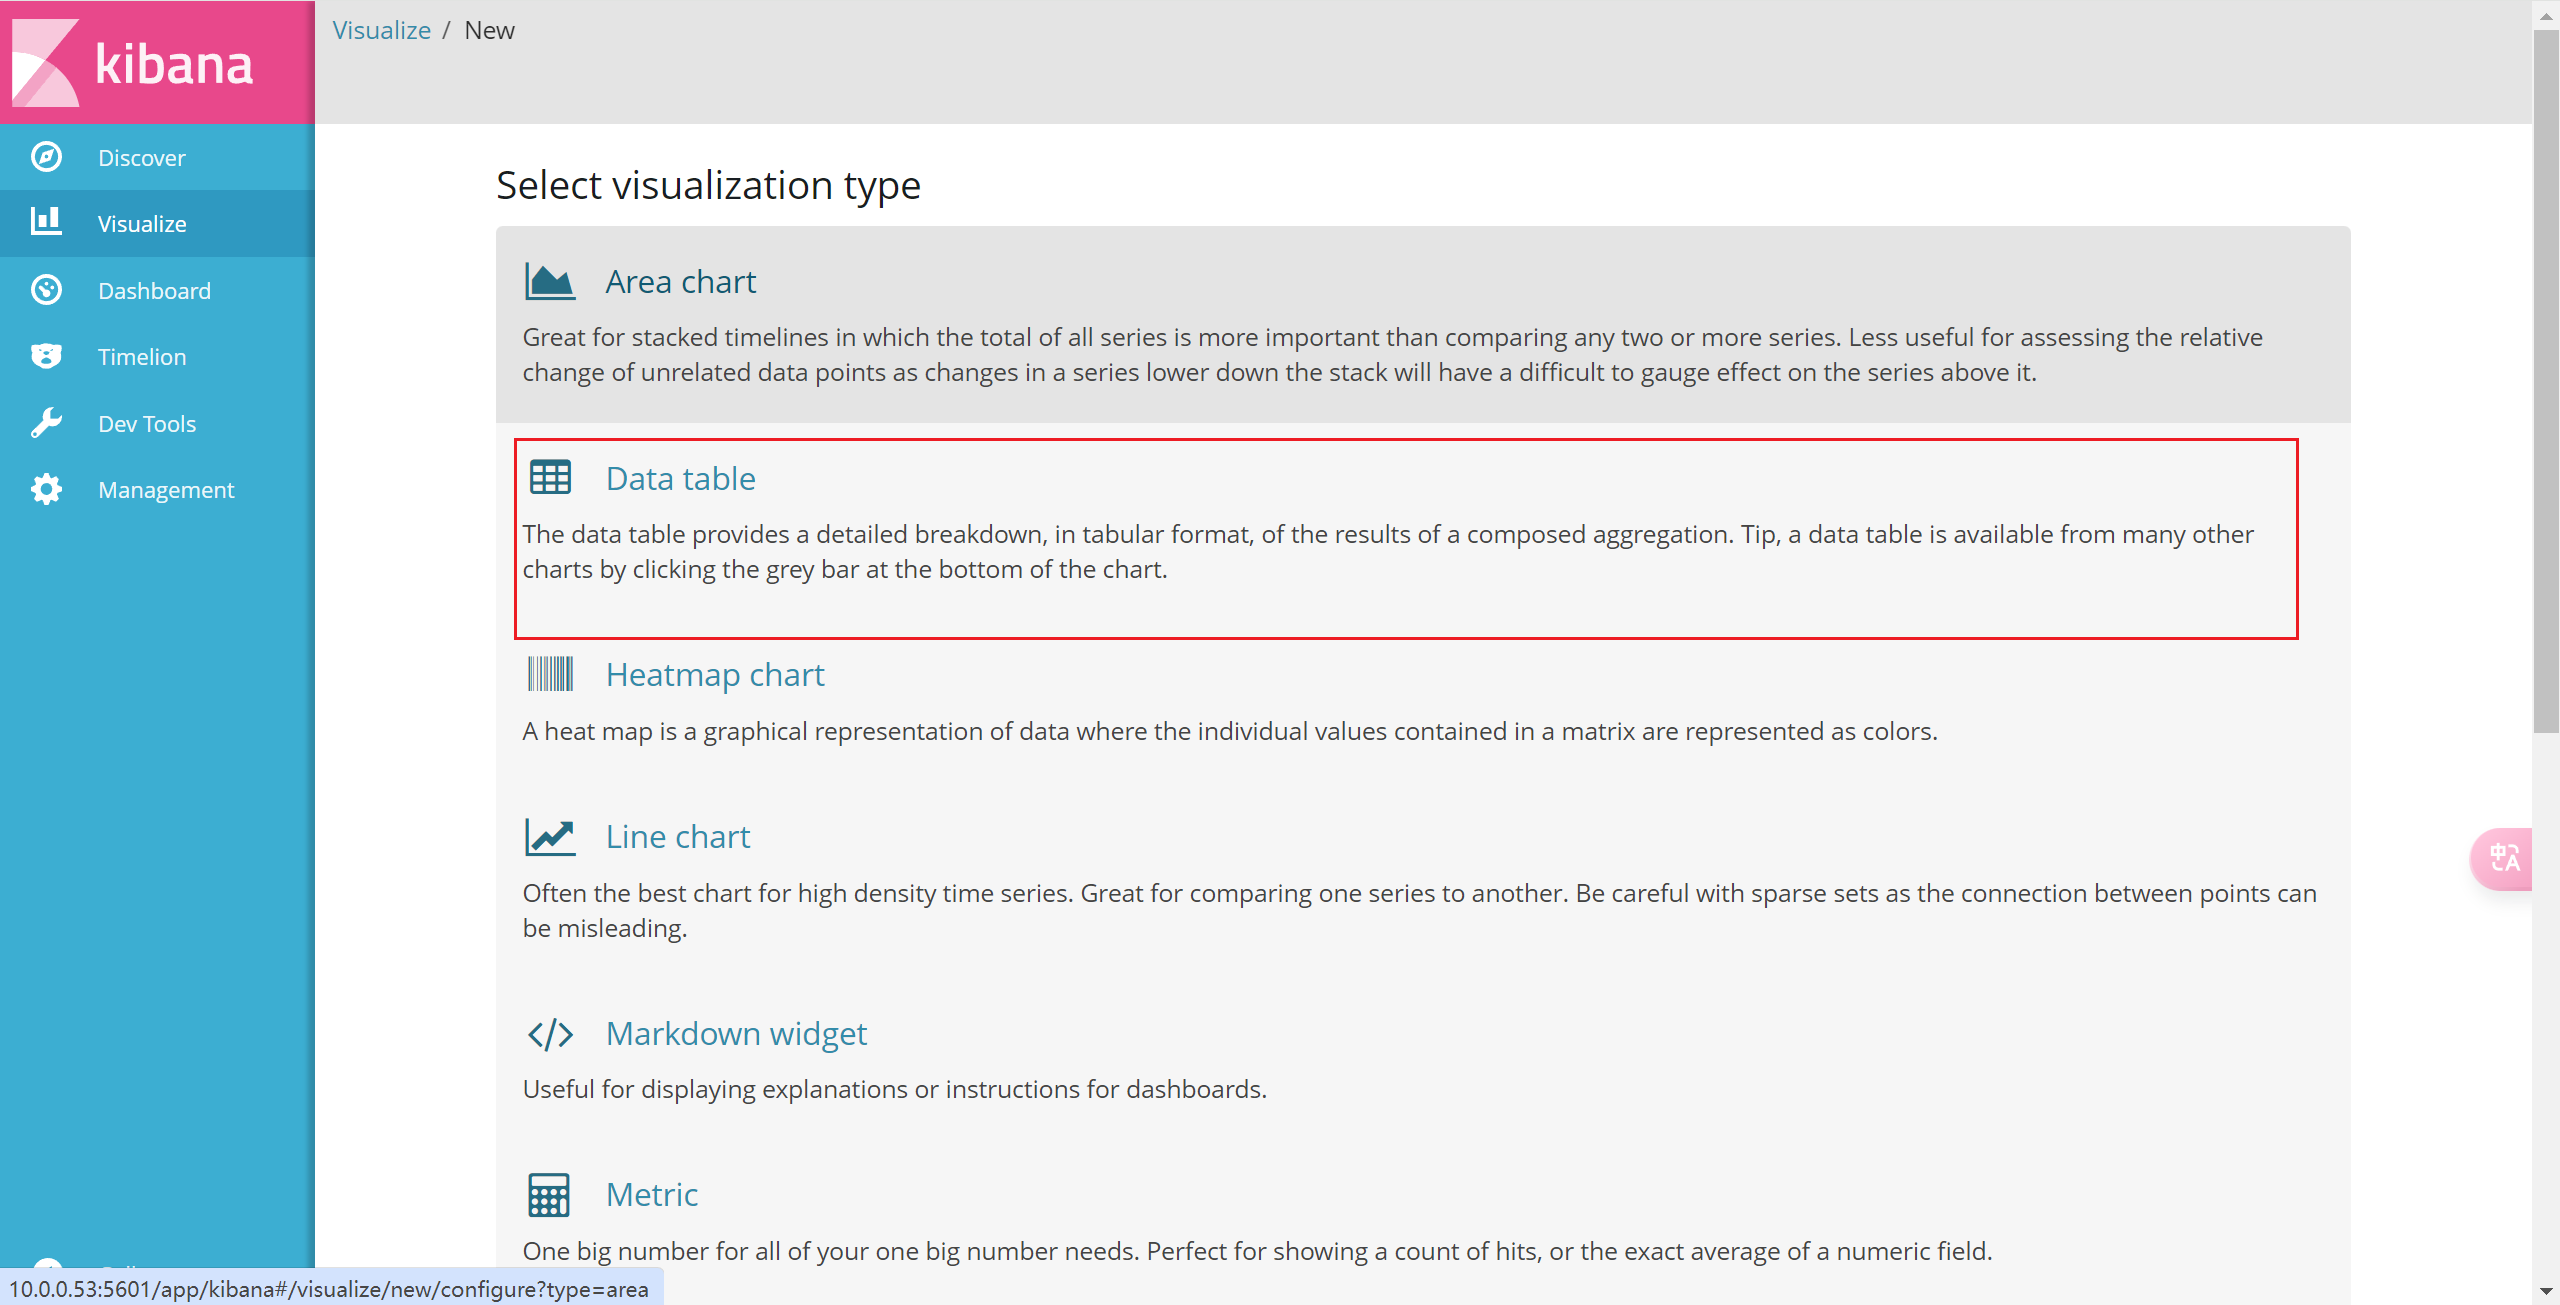 kibana
Visualize / New
Discover
Visualize
Dashboard
Timelion
Dev Tools
Management
Select visualization type
Area chart
Great for stacked timelines in which the total of all series is more important than comparing any two or more series. Less useful for assessing the relative
change of unrelated data points as changes in a series lower down the stack will have a difficult to gauge effect on the series above it.
Data table
The data table provides a detailed breakdown, in tabular format, of the results of a composed aggregation. Tip, a data table is available from many other
charts by clicking the grey bar at the bottom of the chart.
Heatmap chart
A heat map is a graphical representation of data where the individual values contained in a matrix are represented as colors.
Line chart
Often the best chart for high density time series. Great for comparing one series to another. Be careful with sparse sets as the connection between points can
be misleading.
中A
Markdown widget
Useful for displaying explanations or instructions for dashboards.
Metric
One big number for all of your one big number needs. Perfect for showing a count of hits, or the exact average of a numeric field.
10.0.0.53:5601/app/kibana#/visualize/new/configure?type=area